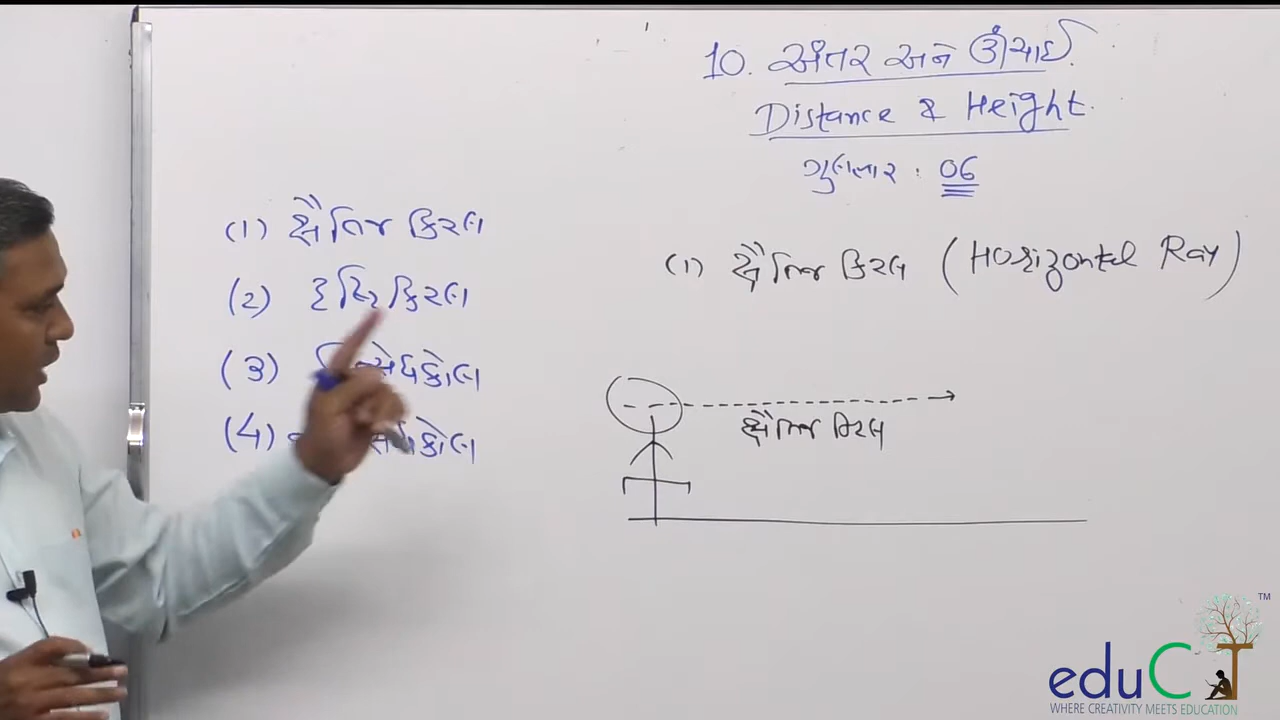 10. અંતર અને ઊંચાઈ.
Distance & Height.
ગુણભાર : 06
(1) ક્ષૈતિજ કિરણ
(2) દૃષ્ટિકિરણ
(3)
(4)
(1) ક્ષૈતિજ કિરણ (Horizontal Ray)
ક્ષૈતિજ કિરણ
eduCT
TM
WHERE CREATIVITY MEETS EDUCATION